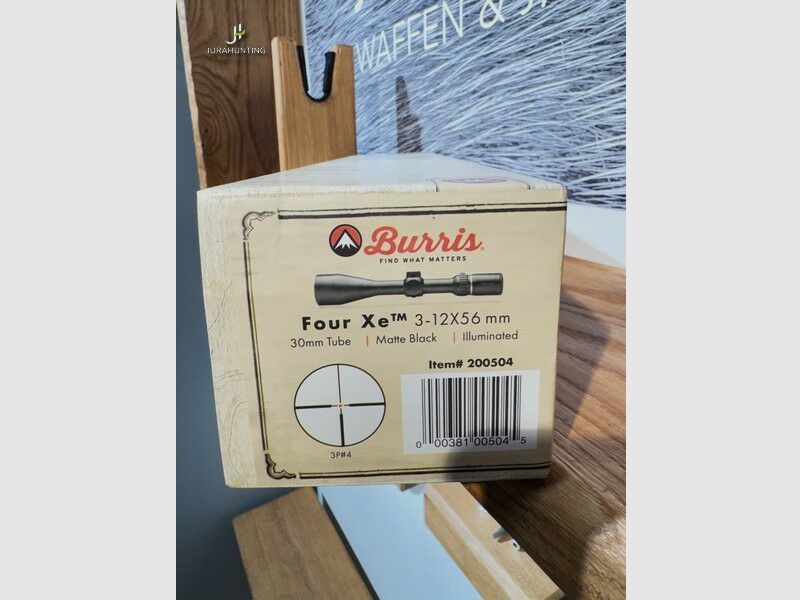 JURAHUNTING
WAFFEN & J
Burris
FIND WHAT MATTERS
Four Xe™ 3-12X56 mm
30mm Tube | Matte Black | Illuminated
Item# 200504
3P#4
0 00381 00504 5